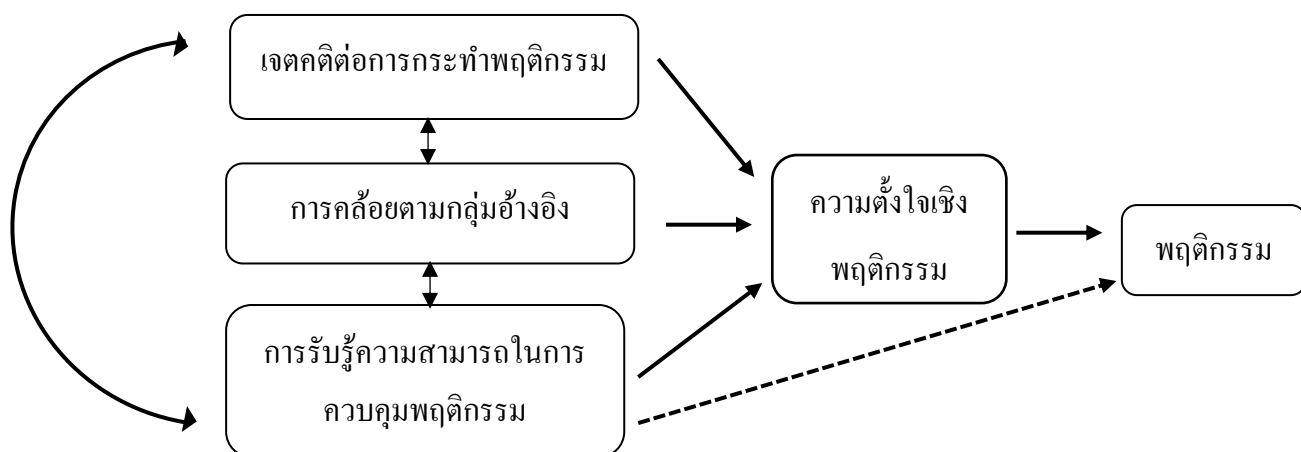 เจตคติต่อการกระทำพฤติกรรม
การคล้อยตามกลุ่มอ้างอิง
การรับรู้ความสามารถในการ
ควบคุมพฤติกรรม
ความตั้งใจเชิง
พฤติกรรม
พฤติกรรม